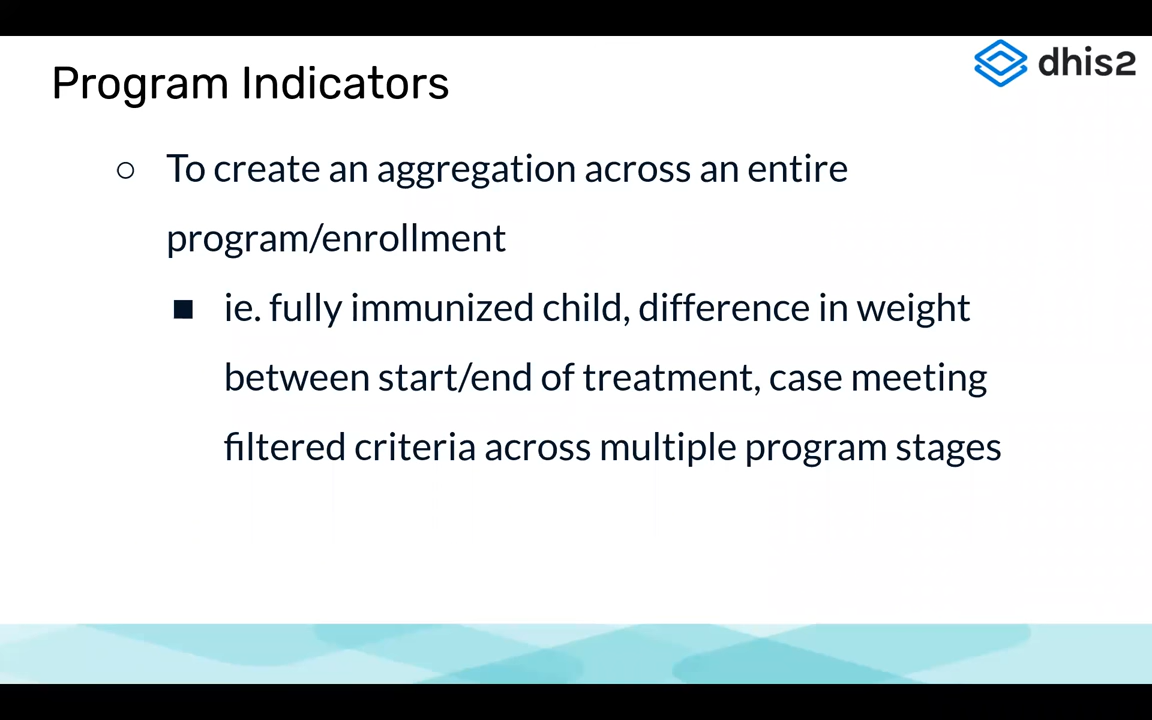 dhis2
Program Indicators
○ To create an aggregation across an entire
program/enrollment
■ ie. fully immunized child, difference in weight
between start/end of treatment, case meeting
filtered criteria across multiple program stages